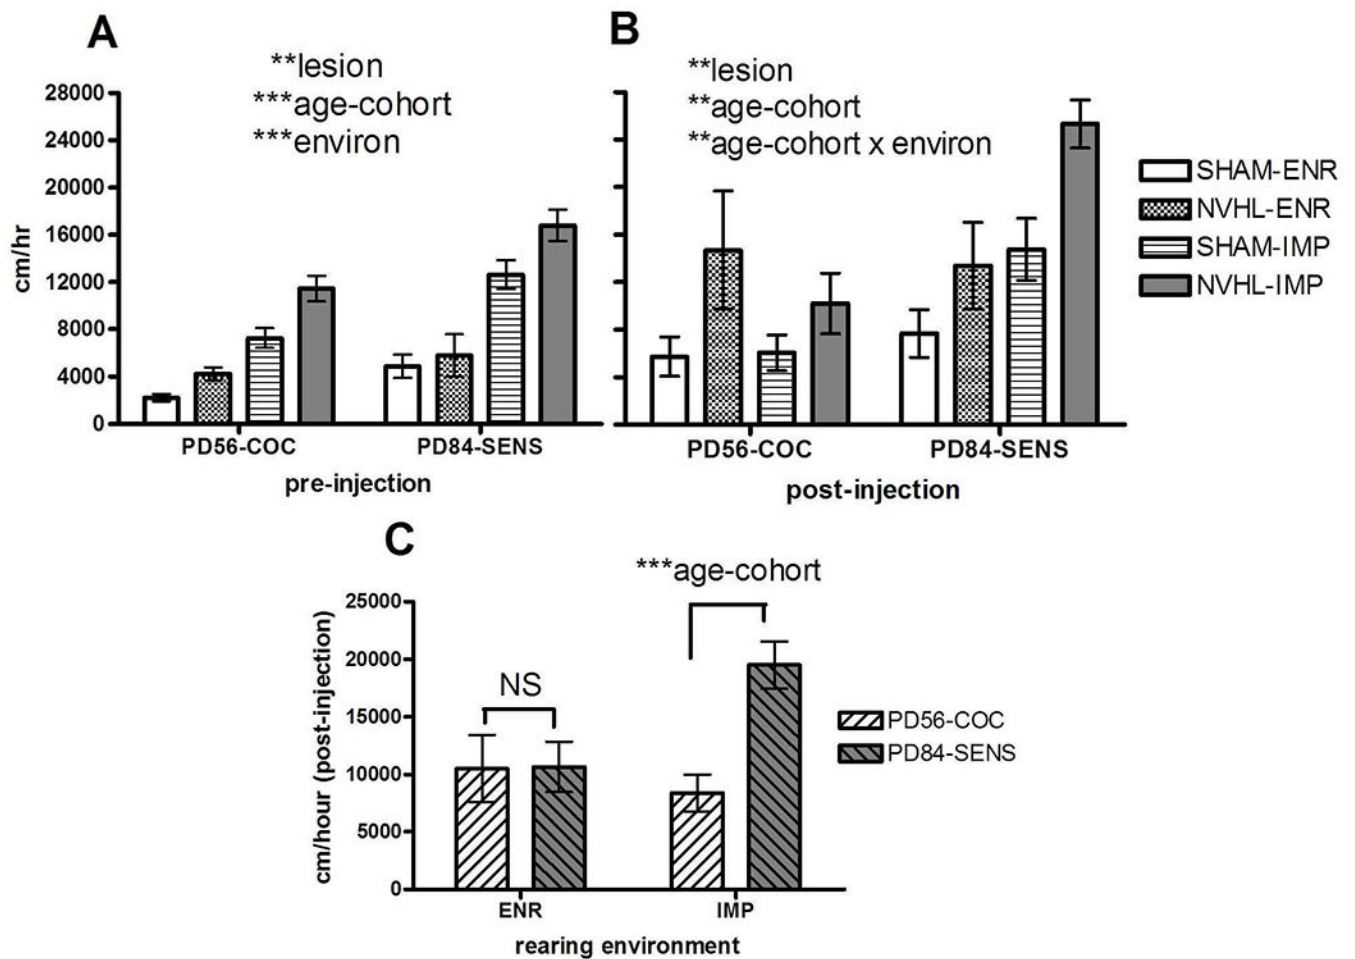 A
**lesion
***age-cohort
***environ
28000
24000
20000
16000
12000
8000
4000
0
cm/hr
PD56-COC
PD84-SENS
pre-injection
B
**lesion
**age-cohort
**age-cohort x environ
PD56-COC
PD84-SENS
post-injection
SHAM-ENR
NVHL-ENR
SHAM-IMP
NVHL-IMP
C
***age-cohort
NS
25000
20000
15000
10000
5000
0
cm/hour (post-injection)
ENR
IMP
rearing environment
PD56-COC
PD84-SENS